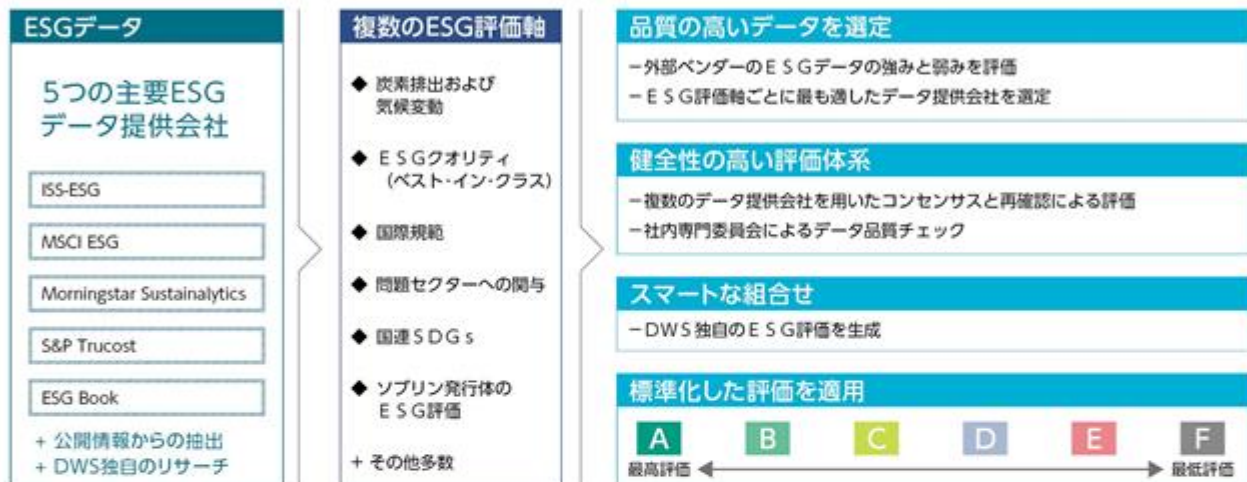 ESGデータ
5つの主要ESG
データ提供会社
ISS-ESG
MSCI ESG
Morningstar Sustainalytics
S&P Trucost
ESG Book
+ 公開情報からの抽出
+ DWS独自のリサーチ
複数のESG評価軸
◆ 炭素排出および
気候変動
◆ ESGクオリティ
（ベスト・イン・クラス）
◆ 国際規範
◆ 問題セクターへの関与
◆ 国連SDGs
◆ ソブリン発行体の
ESG評価
+ その他多数
品質の高いデータを選定
－外部ベンダーのESGデータの強みと弱みを評価
－ESG評価軸ごとに最も適したデータ提供会社を選定
健全性の高い評価体系
－複数のデータ提供会社を用いたコンセンサスと再確認による評価
－社内専門委員会によるデータ品質チェック
スマートな組合せ
－DWS独自のESG評価を生成
標準化した評価を適用
A B C D E F
最高評価 最低評価